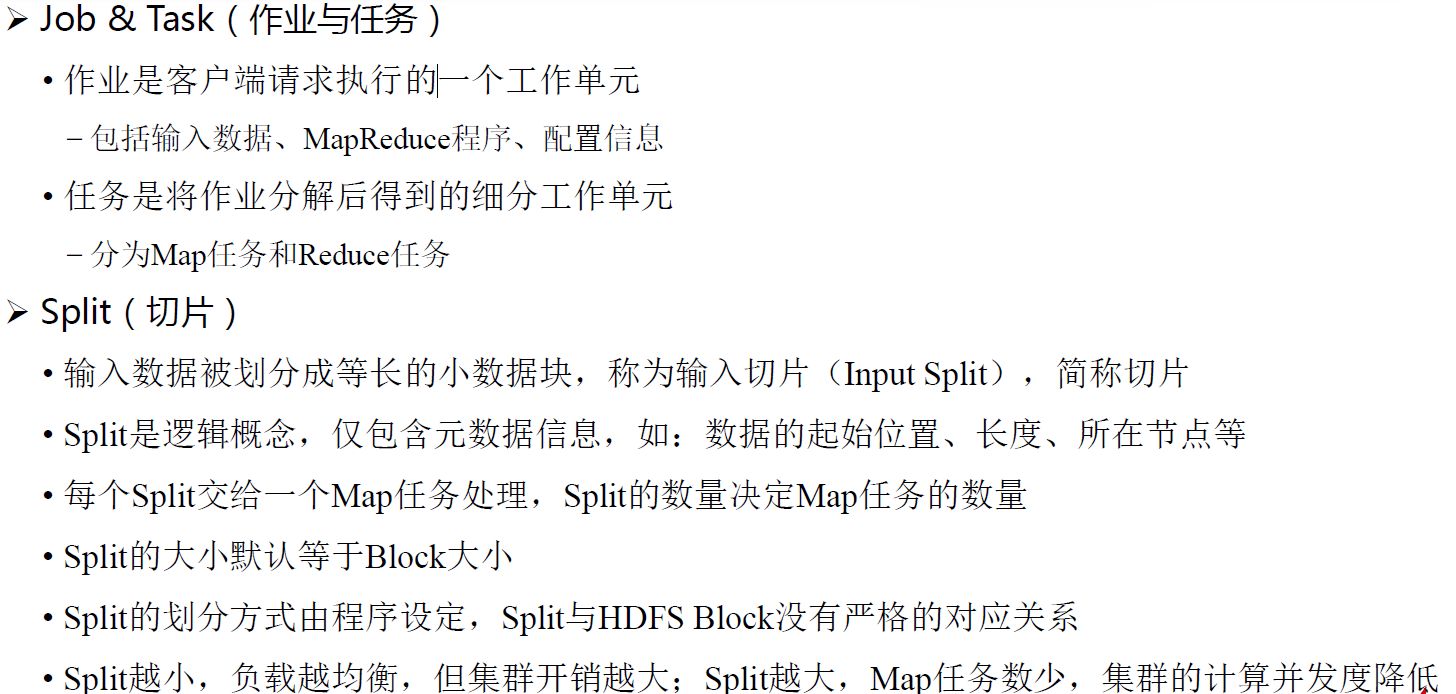 ➢ Job & Task（作业与任务）
• 作业是客户端请求执行的一个工作单元
– 包括输入数据、MapReduce程序、配置信息
• 任务是将作业分解后得到的细分工作单元
– 分为Map任务和Reduce任务
➢ Split（切片）
• 输入数据被划分成等长的小数据块，称为输入切片（Input Split），简称切片
• Split是逻辑概念，仅包含元数据信息，如：数据的起始位置、长度、所在节点等
• 每个Split交给一个Map任务处理，Split的数量决定Map任务的数量
• Split的大小默认等于Block大小
• Split的划分方式由程序设定，Split与HDFS Block没有严格的对应关系
• Split越小，负载越均衡，但集群开销越大；Split越大，Map任务数少，集群的计算并发度降低